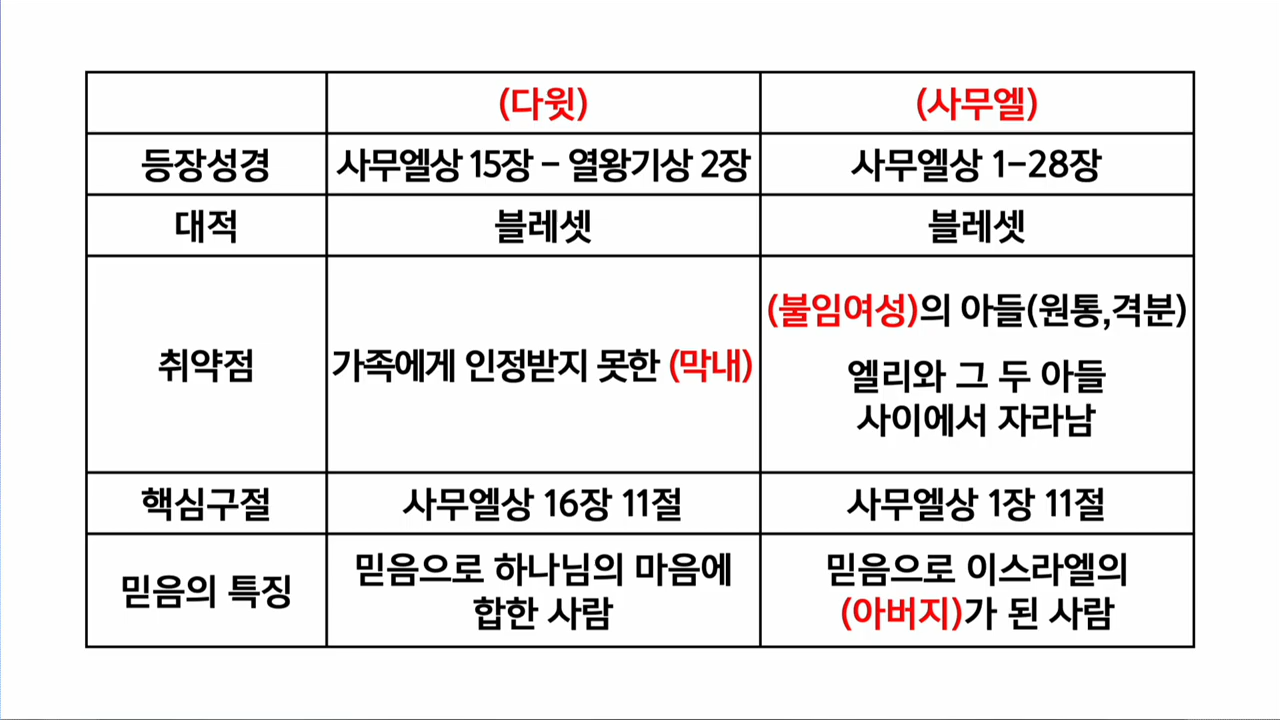 (다윗) (사무엘)
등장성경 사무엘상 15장 - 열왕기상 2장 사무엘상 1-28장
대적 블레셋 블레셋
취약점 가족에게 인정받지 못한 (막내)
(불임여성)의 아들(원통,격분)
엘리와 그 두 아들
사이에서 자라남
핵심구절 사무엘상 16장 11절 사무엘상 1장 11절
믿음의 특징
믿음으로 하나님의 마음에
합한 사람
믿음으로 이스라엘의
(아버지)가 된 사람